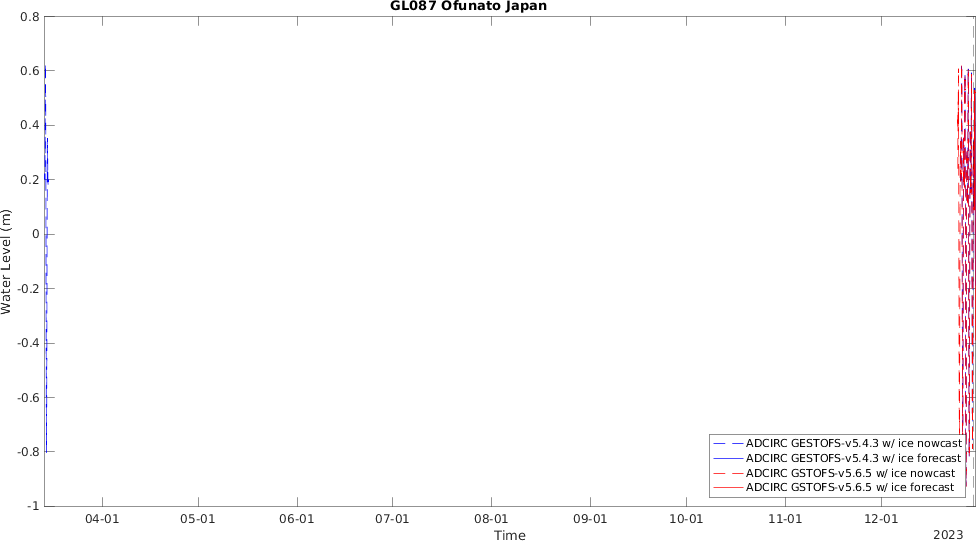 GL087 Ofunato Japan
0.8
0.6
0.4
0.2
0
-0.2
-0.4
-0.6
-0.8
-1
Water Level (m)
ADCIRC GESTOFS-v5.4.3 w/ ice nowcast
ADCIRC GESTOFS-v5.4.3 w/ ice forecast
ADCIRC GSTOFS-v5.6.5 w/ ice nowcast
ADCIRC GSTOFS-v5.6.5 w/ ice forecast
04-01 05-01 06-01 07-01 08-01 09-01 10-01 11-01 12-01
Time
2023